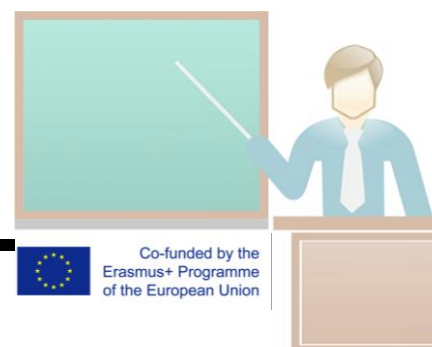 Co-funded by the
Erasmus+ Programme
of the European Union